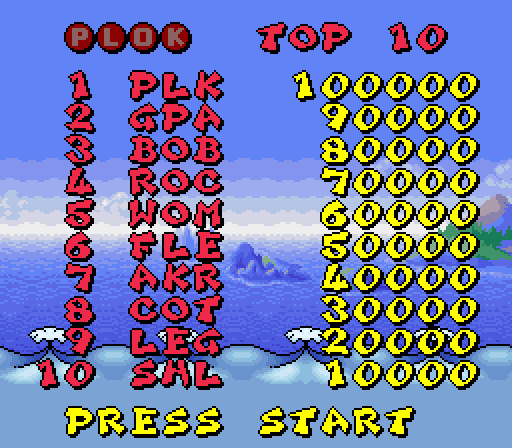 PLOK TOP 10
1 PLK 100000
2 GPA 90000
3 BOB 80000
4 ROC 70000
5 WOM 60000
6 FLE 50000
7 AKR 40000
8 COT 30000
9 LEG 20000
10 SHL 10000
PRESS START